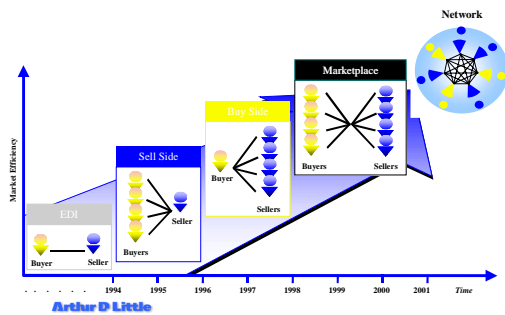 Network
Marketplace
Buyers
Sellers
Buy Side
Buyer
Sellers
Sell Side
Seller
Buyers
EDI
Buyer
Seller
Market Efficiency
. . . . . . 1994 1995 1996 1997 1998 1999 2000 2001 Time
Arthur D Little